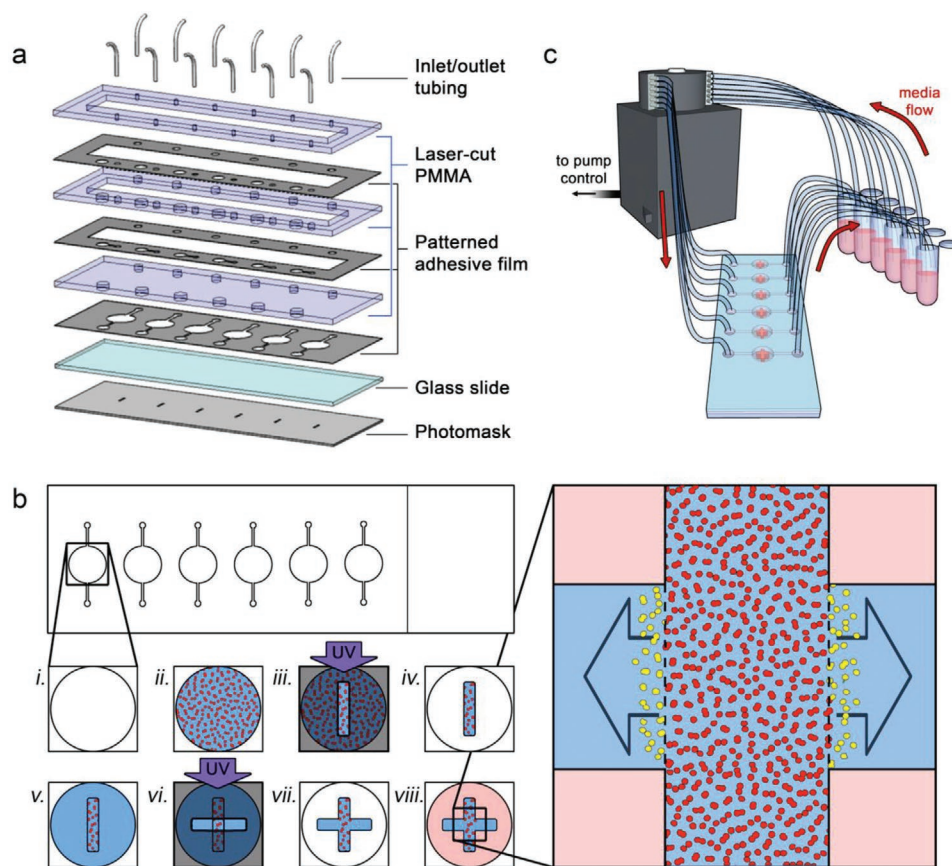 a
Inlet/outlet
tubing
Laser-cut
PMMA
Patterned
adhesive film
Glass slide
Photomask
c
media
flow
to pump
control
b
i.
ii.
iii.
UV
iv.
v.
vi.
UV
vii.
viii.